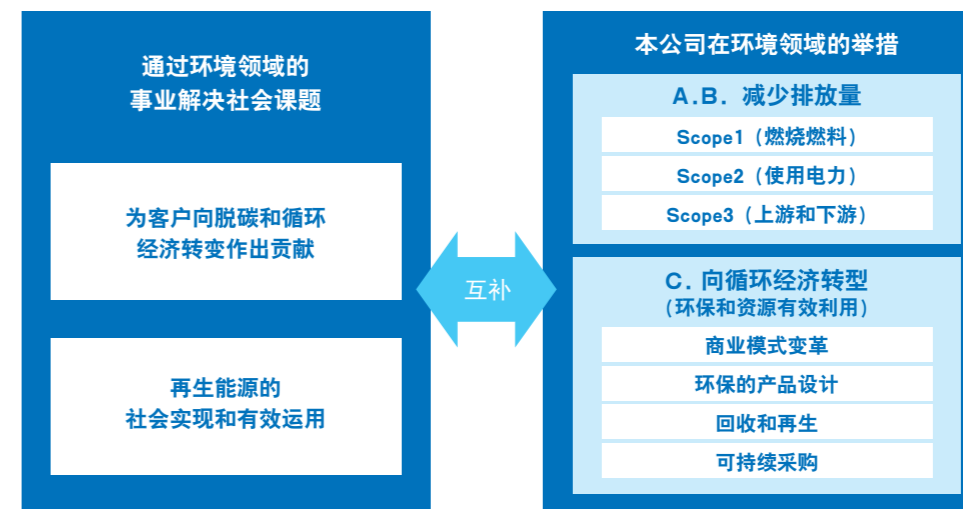 通过环境领域的
事业解决社会课题
为客户向脱碳和循环
经济转变作出贡献
再生能源的
社会实现和有效运用
互补
本公司在环境领域的举措
A.B. 减少排放量
Scope1（燃烧燃料）
Scope2（使用电力）
Scope3（上游和下游）
C. 向循环经济转型
（环保和资源有效利用）
商业模式变革
环保的产品设计
回收和再生
可持续采购